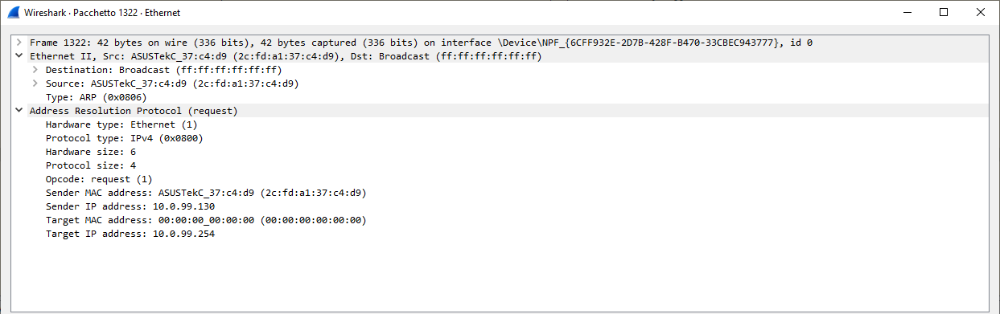 Wireshark · Pacchetto 1322 · Ethernet
Frame 1322: 42 bytes on wire (336 bits), 42 bytes captured (336 bits) on interface \Device\NPF_{6CFF932E-2D7B-428F-B470-33CBEC943777}, id 0
Ethernet II, Src: ASUSTekC_37:c4:d9 (2c:fd:a1:37:c4:d9), Dst: Broadcast (ff:ff:ff:ff:ff:ff)
Destination: Broadcast (ff:ff:ff:ff:ff:ff)
Source: ASUSTekC_37:c4:d9 (2c:fd:a1:37:c4:d9)
Type: ARP (0x0806)
Address Resolution Protocol (request)
Hardware type: Ethernet (1)
Protocol type: IPv4 (0x0800)
Hardware size: 6
Protocol size: 4
Opcode: request (1)
Sender MAC address: ASUSTekC_37:c4:d9 (2c:fd:a1:37:c4:d9)
Sender IP address: 10.0.99.130
Target MAC address: 00:00:00_00:00:00 (00:00:00:00:00:00)
Target IP address: 10.0.99.254